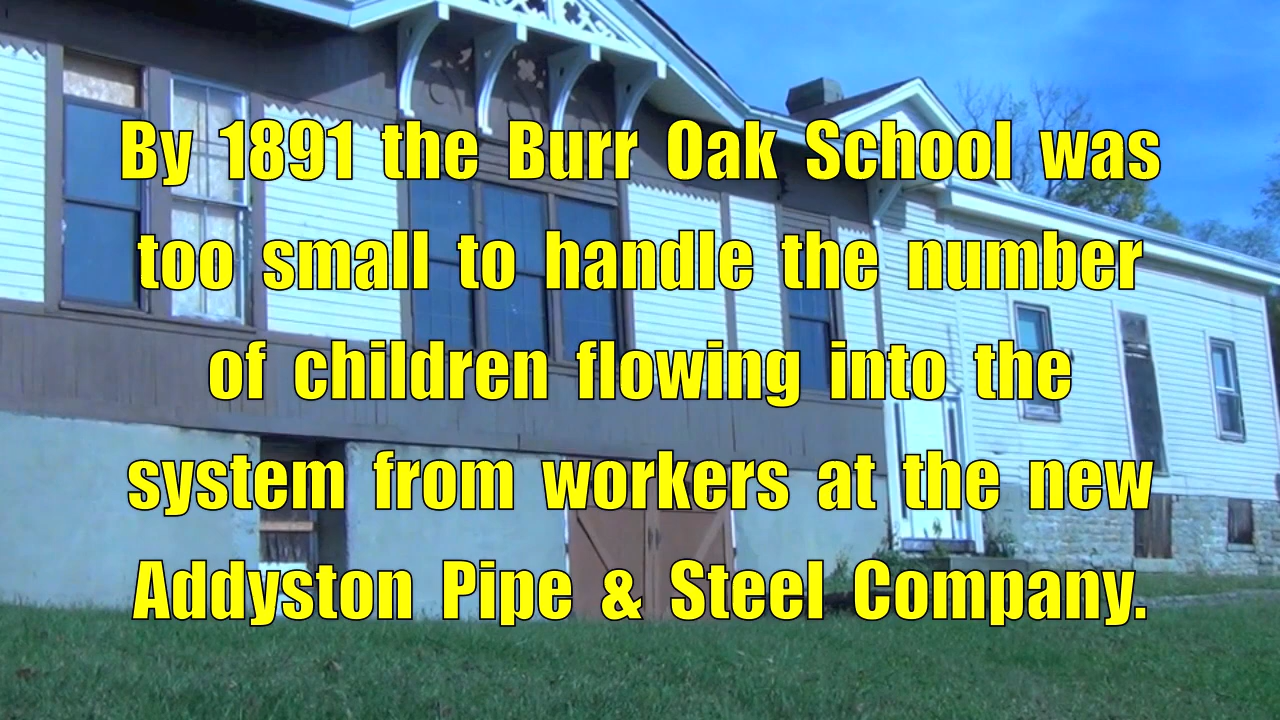 By 1891 the Burr Oak School was
too small to handle the number
of children flowing into the
system from workers at the new
Addyston Pipe & Steel Company.